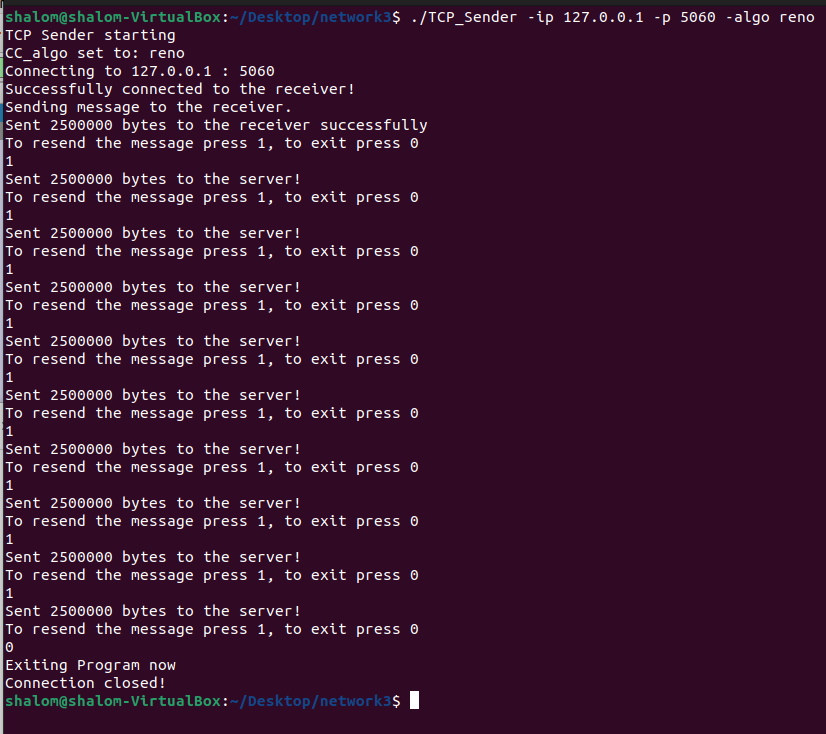 shalom@shalom-VirtualBox:~/Desktop/network3$ ./TCP_Sender -ip 127.0.0.1 -p 5060 -algo reno
TCP Sender starting
CC_algo set to: reno
Connecting to 127.0.0.1 : 5060
Successfully connected to the receiver!
Sending message to the receiver.
Sent 2500000 bytes to the receiver successfully
To resend the message press 1, to exit press 0
1
Sent 2500000 bytes to the server!
To resend the message press 1, to exit press 0
1
Sent 2500000 bytes to the server!
To resend the message press 1, to exit press 0
1
Sent 2500000 bytes to the server!
To resend the message press 1, to exit press 0
1
Sent 2500000 bytes to the server!
To resend the message press 1, to exit press 0
1
Sent 2500000 bytes to the server!
To resend the message press 1, to exit press 0
1
Sent 2500000 bytes to the server!
To resend the message press 1, to exit press 0
1
Sent 2500000 bytes to the server!
To resend the message press 1, to exit press 0
1
Sent 2500000 bytes to the server!
To resend the message press 1, to exit press 0
1
Sent 2500000 bytes to the server!
To resend the message press 1, to exit press 0
0
Exiting Program now
Connection closed!
shalom@shalom-VirtualBox:~/Desktop/network3$